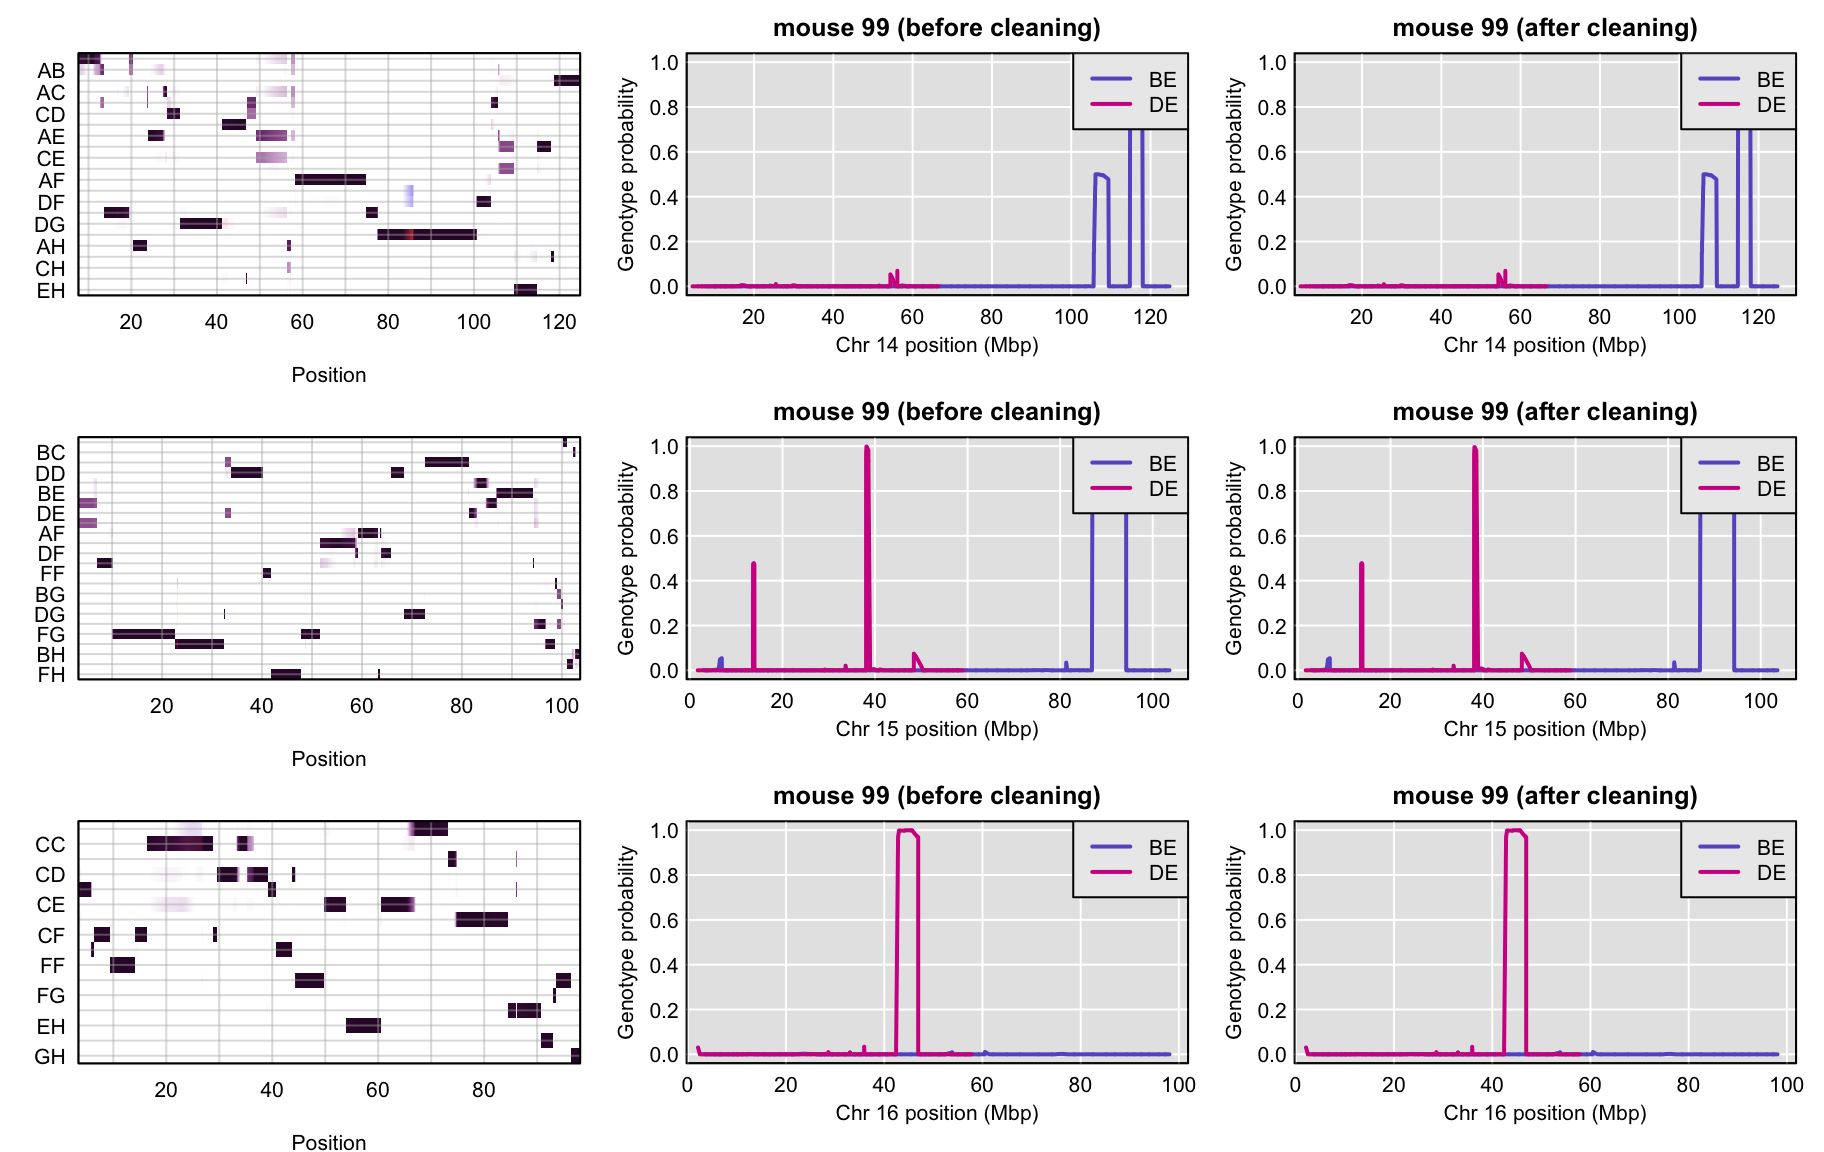 AB
AC
CD
AE
CE
AF
DF
DG
AH
CH
EH
20 40 60 80 100 120
Position
mouse 99 (before cleaning)
Genotype probability
1.0
0.8
0.6
0.4
0.2
0.0
BE
DE
20 40 60 80 100 120
Chr 14 position (Mbp)
mouse 99 (after cleaning)
Genotype probability
1.0
0.8
0.6
0.4
0.2
0.0
BE
DE
20 40 60 80 100 120
Chr 14 position (Mbp)
BC
DD
BE
DE
AF
DF
FF
BG
DG
FG
BH
FH
20 40 60 80 100
Position
mouse 99 (before cleaning)
Genotype probability
1.0
0.8
0.6
0.4
0.2
0.0
BE
DE
0 20 40 60 80 100
Chr 15 position (Mbp)
mouse 99 (after cleaning)
Genotype probability
1.0
0.8
0.6
0.4
0.2
0.0
BE
DE
0 20 40 60 80 100
Chr 15 position (Mbp)
CC
CD
CE
CF
FF
FG
EH
GH
20 40 60 80
Position
mouse 99 (before cleaning)
Genotype probability
1.0
0.8
0.6
0.4
0.2
0.0
BE
DE
0 20 40 60 80 100
Chr 16 position (Mbp)
mouse 99 (after cleaning)
Genotype probability
1.0
0.8
0.6
0.4
0.2
0.0
BE
DE
0 20 40 60 80 100
Chr 16 position (Mbp)